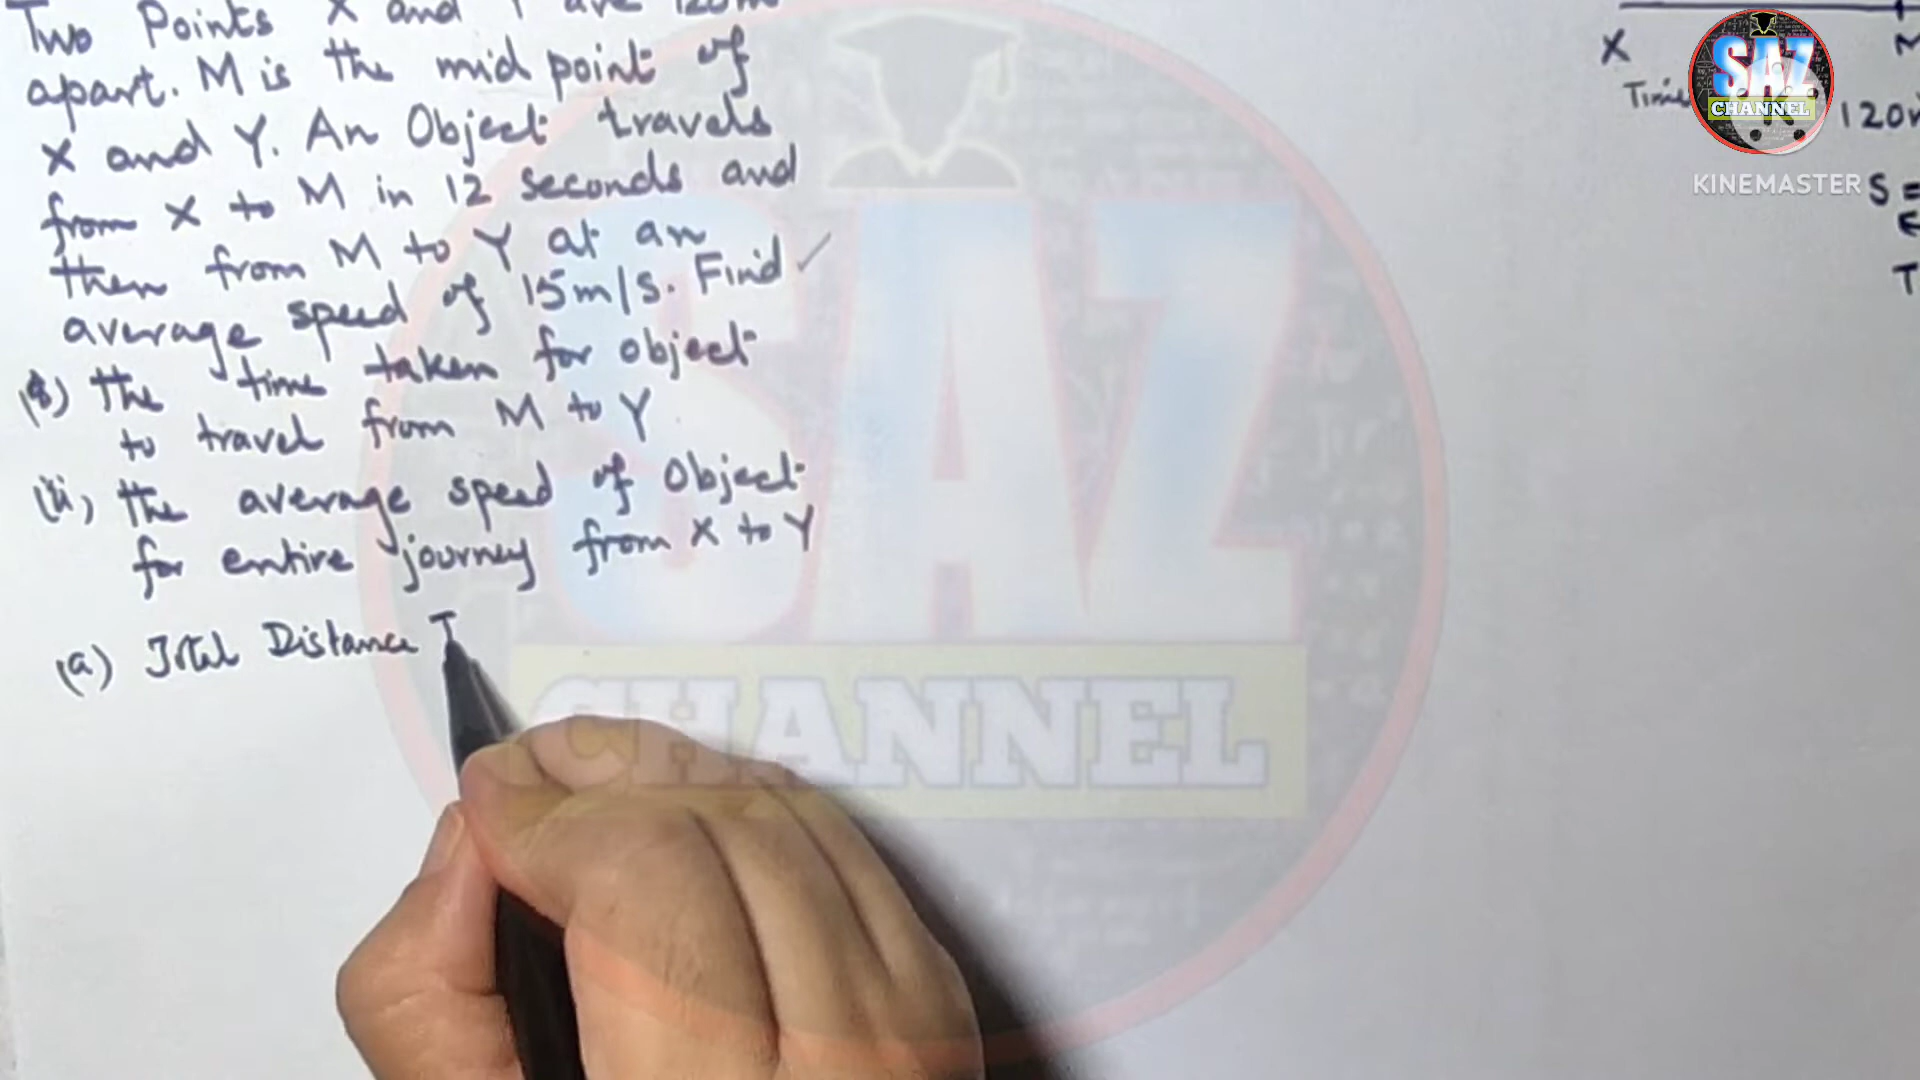 Two Points X and Y are 120m
apart. M is the mid point of
X and Y. An Object travels
from X to M in 12 seconds and
then from M to Y at an
average speed of 15m/s. Find
the time taken for object
to travel from M to Y
(ii) the average speed of Object
for entire journey from X to Y
(a) Total Distance T
X M
Time
120m
S =
T
SAZ
CHANNEL
KINEMASTER
SAZ
CHANNEL